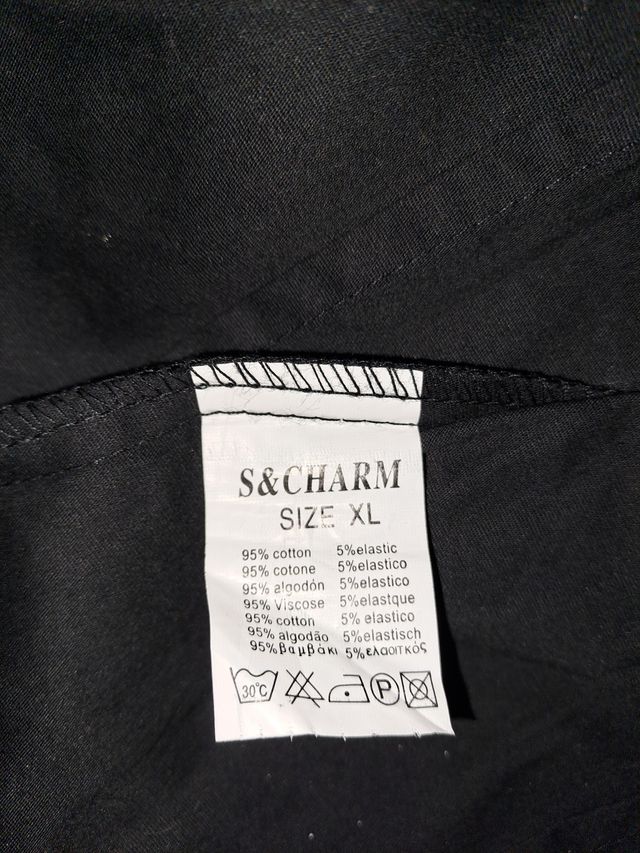 S&CHARM
SIZE XL
95% cotton 5%elastic
95% cotone 5%elastico
95% algodón 5%elastico
95% Viscose 5%elastque
95% cotton 5% elastico
95% algodão 5%elastisch
95%βαμβάκι 5%ελαοιτκός
30°C P